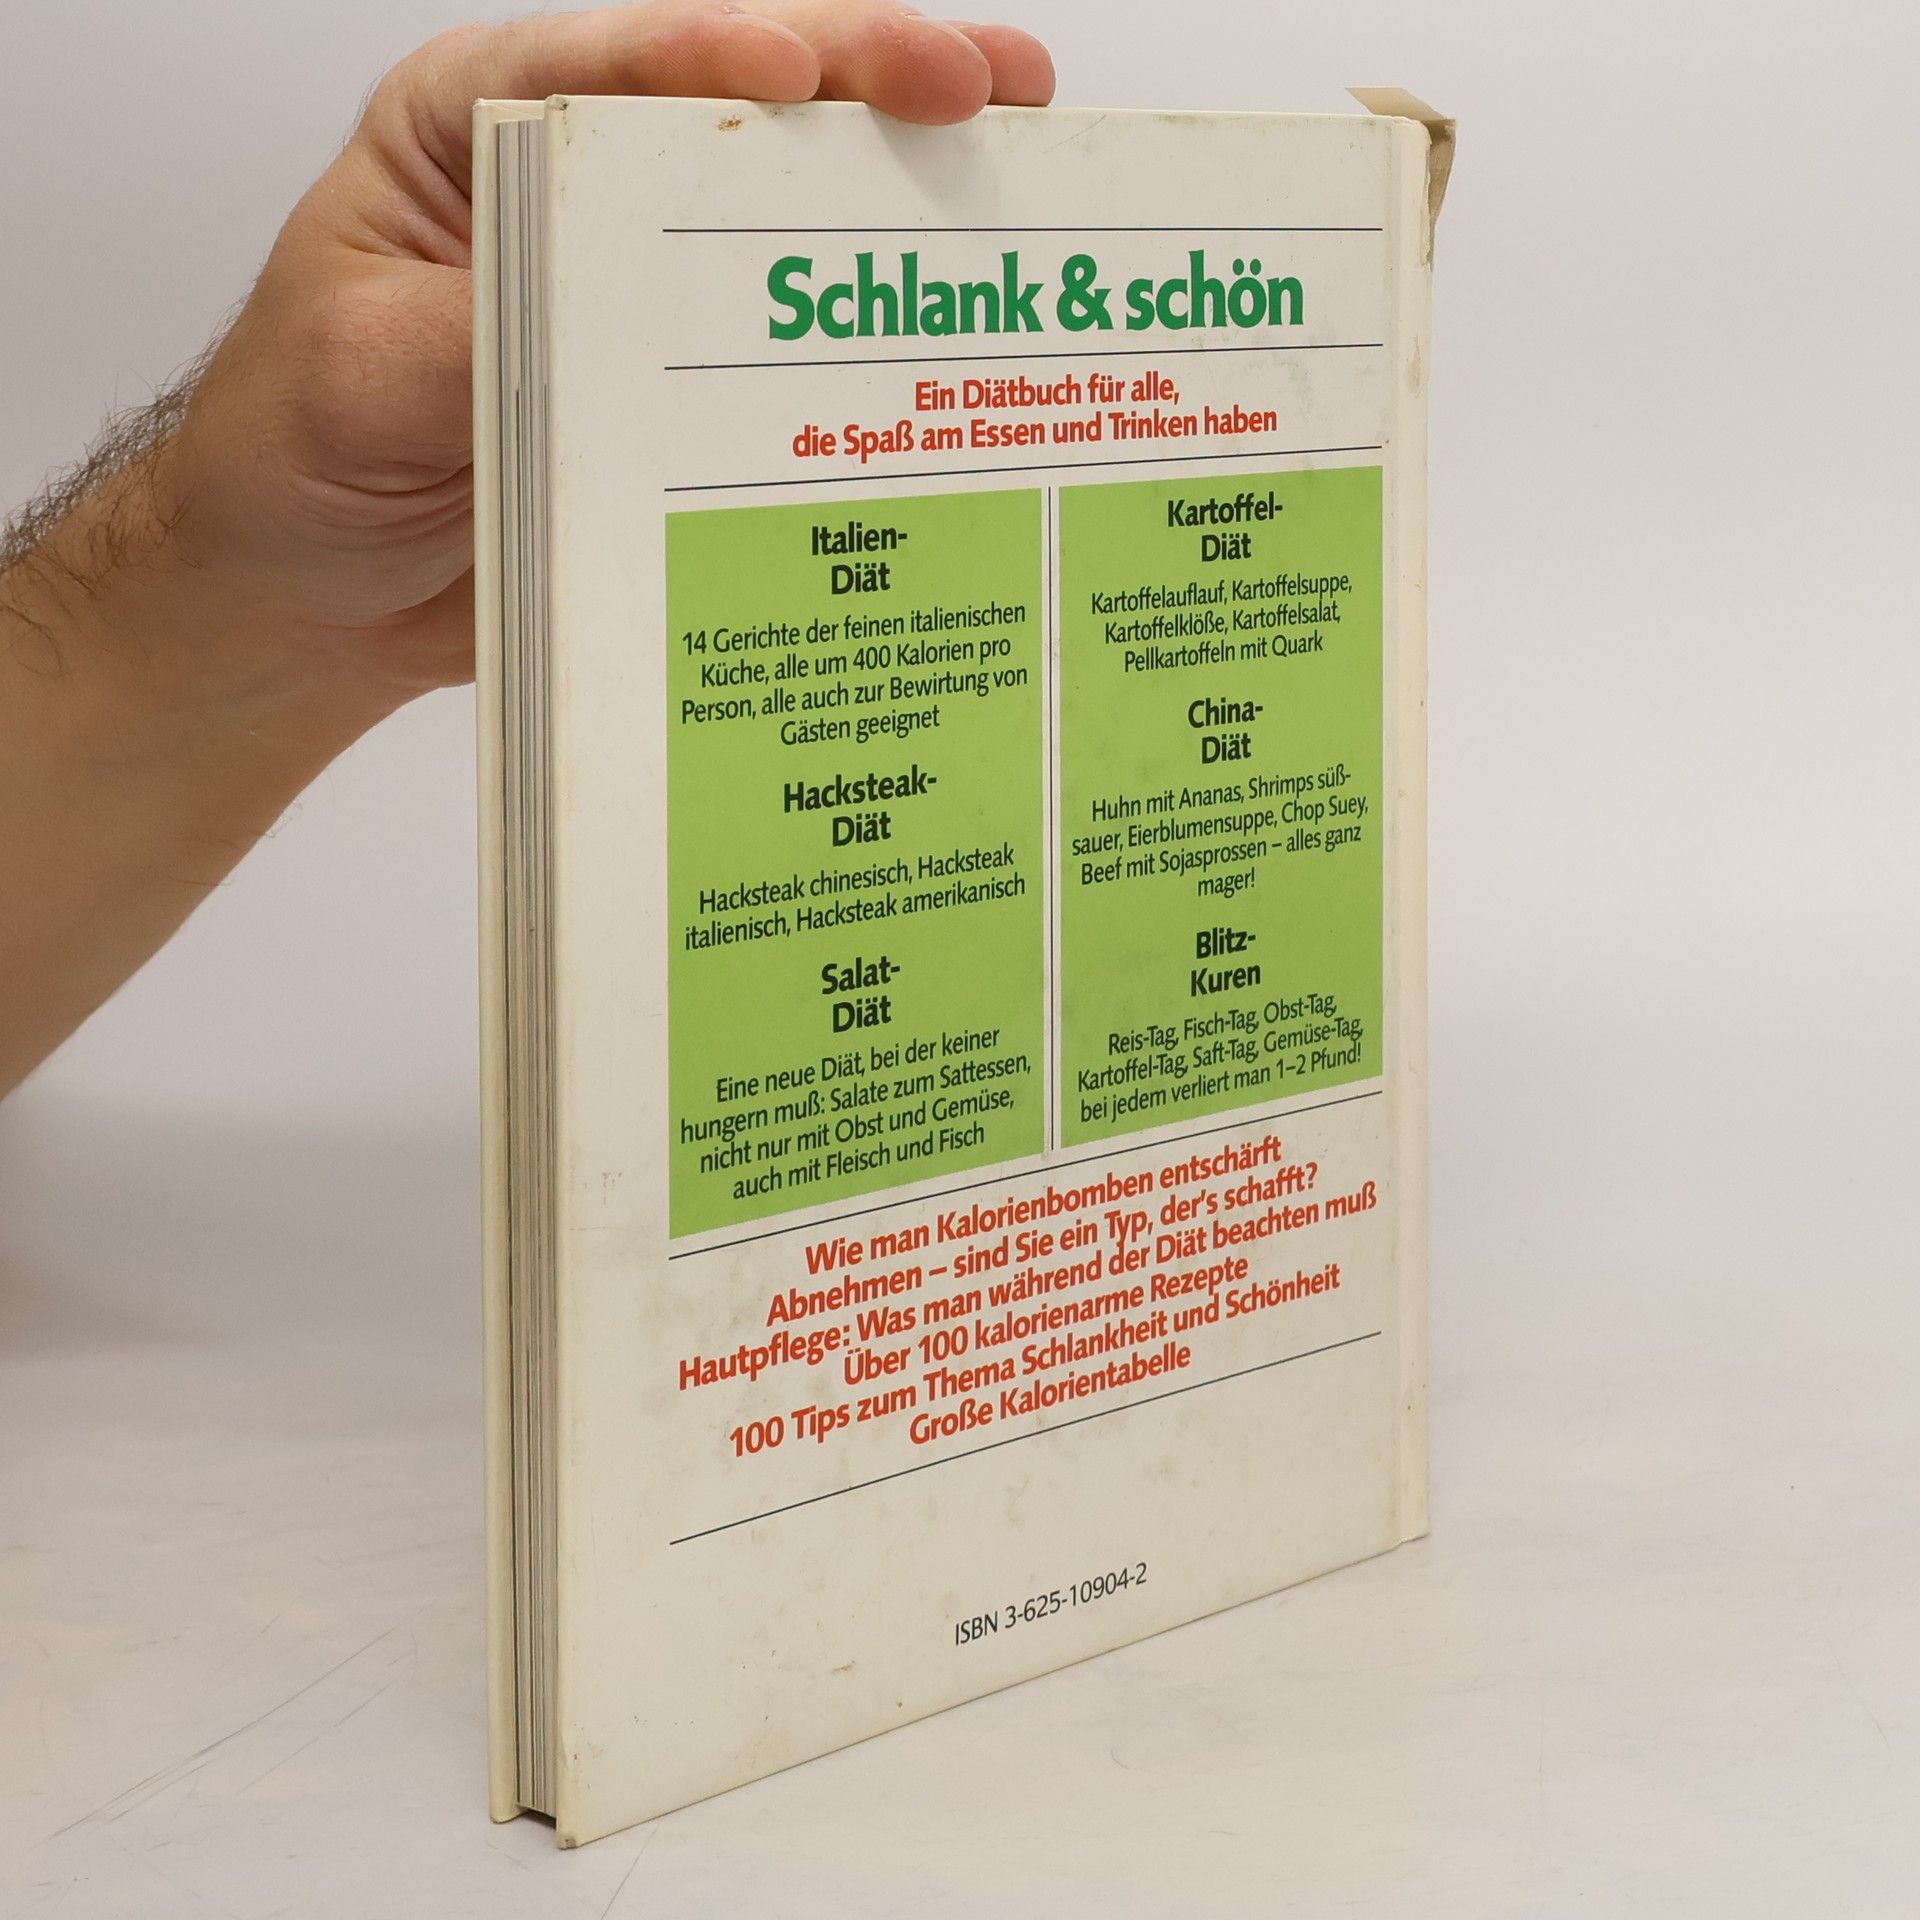 Schlank & schön
Ein Diätbuch für alle,
die Spaß am Essen und Trinken haben
Italien-
Diät
14 Gerichte der feinen italienischen
Küche, alle um 400 Kalorien pro
Person, alle auch zur Bewirtung von
Gästen geeignet
Hacksteak-
Diät
Hacksteak chinesisch, Hacksteak
italienisch, Hacksteak amerikanisch
Salat-
Diät
Eine neue Diät, bei der keiner
hungern muß: Salate zum Sattessen,
nicht nur mit Obst und Gemüse,
auch mit Fleisch und Fisch
Kartoffel-
Diät
Kartoffelauflauf, Kartoffelsuppe,
Kartoffelklöße, Kartoffelsalat,
Pellkartoffeln mit Quark
China-
Diät
Huhn mit Ananas, Shrimps süß-
sauer, Eierblumensuppe, Chop Suey,
Beef mit Sojasprossen – alles ganz
mager!
Blitz-
Kuren
Reis-Tag, Fisch-Tag, Obst-Tag,
Kartoffel-Tag, Saft-Tag, Gemüse-Tag,
bei jedem verliert man 1–2 Pfund!
Wie man Kalorienbomben entschärft
Abnehmen – sind Sie ein Typ, der's schafft?
Hautpflege: Was man während der Diät beachten muß
Über 100 kalorienarme Rezepte
100 Tips zum Thema Schlankheit und Schönheit
Große Kalorientabelle
ISBN 3-625-10904-2